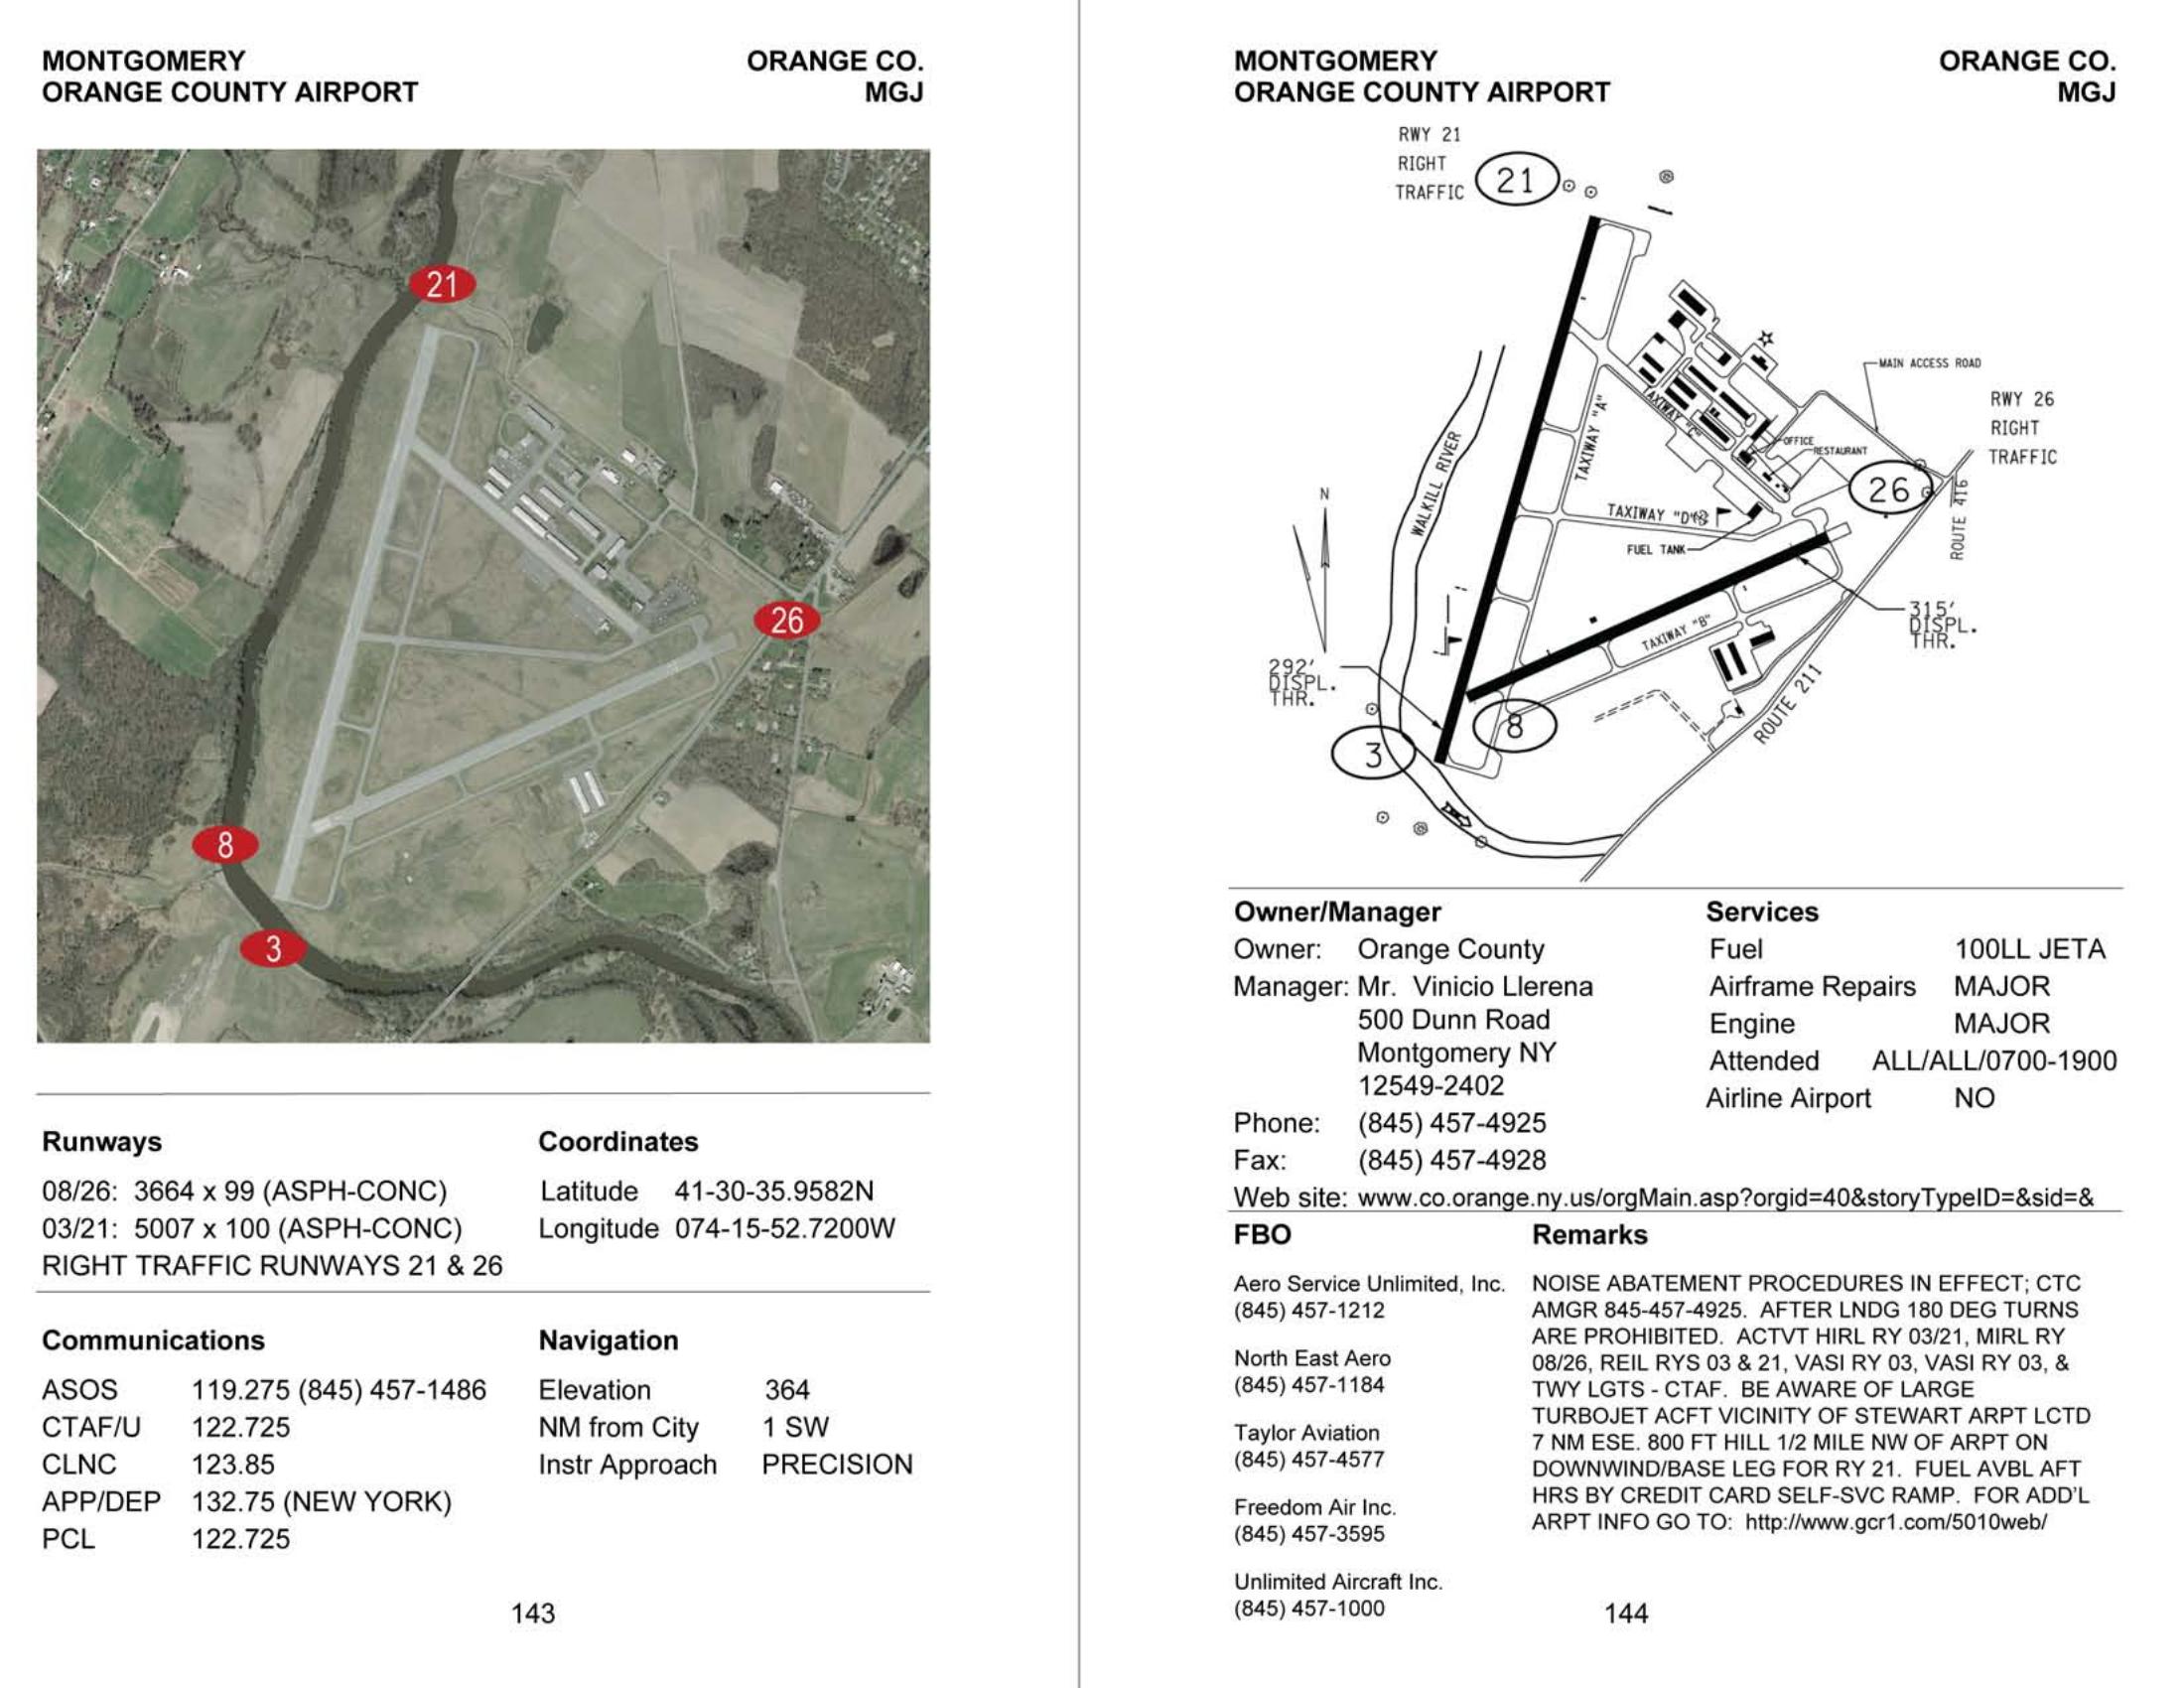 MONTGOMERY
ORANGE COUNTY AIRPORT
ORANGE CO.
MGJ
21
26
8
3
Runways
08/26: 3664 x 99 (ASPH-CONC)
03/21: 5007 x 100 (ASPH-CONC)
RIGHT TRAFFIC RUNWAYS 21 & 26
Coordinates
Latitude 41-30-35.9582N
Longitude 074-15-52.7200W
Communications
ASOS 119.275 (845) 457-1486
CTAF/U 122.725
CLNC 123.85
APP/DEP 132.75 (NEW YORK)
PCL 122.725
Navigation
Elevation 364
NM from City 1 SW
Instr Approach PRECISION
143
MONTGOMERY
ORANGE COUNTY AIRPORT
ORANGE CO.
MGJ
RWY 21
RIGHT
TRAFFIC
21
MAIN ACCESS ROAD
RWY 26
RIGHT
TRAFFIC
TAXIWAY "A"
TAXIWAY "C"
OFFICE
RESTAURANT
26
WALKILL RIVER
N
TAXIWAY "D"
FUEL TANK
ROUTE 416
315'
DISPL.
THR.
TAXIWAY "B"
292'
DISPL.
THR.
8
3
ROUTE 211
Owner/Manager
Owner: Orange County
Manager: Mr. Vinicio Llerena
500 Dunn Road
Montgomery NY
12549-2402
Phone: (845) 457-4925
Fax: (845) 457-4928
Web site: www.co.orange.ny.us/orgMain.asp?orgid=40&storyTypeID=&sid=&
Services
Fuel 100LL JETA
Airframe Repairs MAJOR
Engine MAJOR
Attended ALL/ALL/0700-1900
Airline Airport NO
FBO
Aero Service Unlimited, Inc.
(845) 457-1212
North East Aero
(845) 457-1184
Taylor Aviation
(845) 457-4577
Freedom Air Inc.
(845) 457-3595
Unlimited Aircraft Inc.
(845) 457-1000
Remarks
NOISE ABATEMENT PROCEDURES IN EFFECT; CTC
AMGR 845-457-4925. AFTER LNDG 180 DEG TURNS
ARE PROHIBITED. ACTVT HIRL RY 03/21, MIRL RY
08/26, REIL RYS 03 & 21, VASI RY 03, VASI RY 03, &
TWY LGTS - CTAF. BE AWARE OF LARGE
TURBOJET ACFT VICINITY OF STEWART ARPT LCTD
7 NM ESE. 800 FT HILL 1/2 MILE NW OF ARPT ON
DOWNWIND/BASE LEG FOR RY 21. FUEL AVBL AFT
HRS BY CREDIT CARD SELF-SVC RAMP. FOR ADD'L
ARPT INFO GO TO: http://www.gcr1.com/5010web/
144